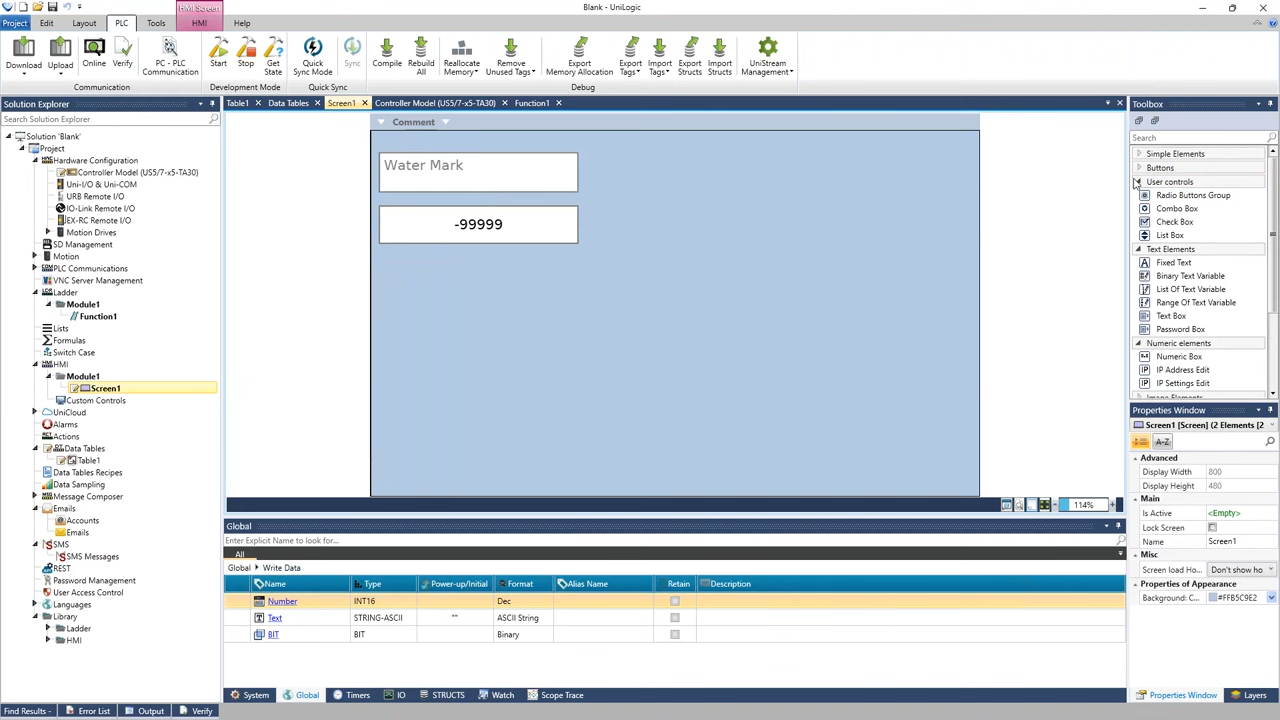 Blank - UniLogic
HMI Screen
Project Edit Layout PLC Tools HMI Help
Download Upload Online Verify PC - PLC Communication Start Stop Get State Quick Sync Mode Sync Compile Rebuild All Reallocate Memory Remove Unused Tags Export Memory Allocation Export Tags Import Tags Export Structs Import Structs UniStream Management
Communication Development Mode Quick Sync Debug
Solution Explorer
Search Solution Explorer
Solution 'Blank'
Project
Hardware Configuration
Controller Model (US5/7-x5-TA30)
Uni-I/O & Uni-COM
URB Remote I/O
IO-Link Remote I/O
EX-RC Remote I/O
Motion Drives
SD Management
Motion
PLC Communications
VNC Server Management
Ladder
Module1
Function1
Lists
Formulas
Switch Case
HMI
Module1
Screen1
Custom Controls
UniCloud
Alarms
Actions
Data Tables
Table1
Data Tables Recipes
Data Sampling
Message Composer
Emails
Accounts
Emails
SMS
SMS Messages
REST
Password Management
User Access Control
Languages
Library
Ladder
HMI
Table1 Data Tables Screen1 Controller Model (US5/7-x5-TA30) Function1
Comment
Water Mark
-99999
114%
Global
Enter Explicit Name to look for...
All
Global Write Data
Name Type Power-up/Initial Format Alias Name Retain Description
Number INT16 Dec
Text STRING-ASCII "" ASCII String
BIT BIT Binary
System Global Timers IO STRUCTS Watch Scope Trace
Toolbox
Search
Simple Elements
Buttons
User controls
Radio Buttons Group
Combo Box
Check Box
List Box
Text Elements
Fixed Text
Binary Text Variable
List Of Text Variable
Range Of Text Variable
Text Box
Password Box
Numeric elements
Numeric Box
IP Address Edit
IP Settings Edit
Image Elements
Properties Window
Screen1 [Screen] (2 Elements [2
A-Z
Advanced
Display Width 800
Display Height 480
Main
Is Active <Empty>
Lock Screen
Name Screen1
Misc
Screen load Ho... Don't show ho
Properties of Appearance
Background: C... #FFB5C9E2
Properties Window Layers
Find Results - Error List Output Verify